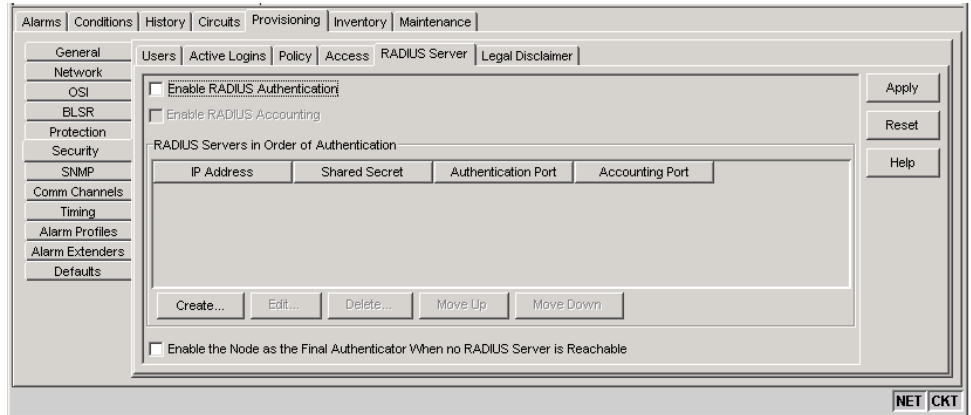 Alarms Conditions History Circuits Provisioning Inventory Maintenance
General
Network
OSI
BLSR
Protection
Security
SNMP
Comm Channels
Timing
Alarm Profiles
Alarm Extenders
Defaults
Users Active Logins Policy Access RADIUS Server Legal Disclaimer
Enable RADIUS Authentication
Enable RADIUS Accounting
RADIUS Servers in Order of Authentication
IP Address Shared Secret Authentication Port Accounting Port
Create... Edit... Delete... Move Up Move Down
Enable the Node as the Final Authenticator When no RADIUS Server is Reachable
Apply
Reset
Help
NET CKT